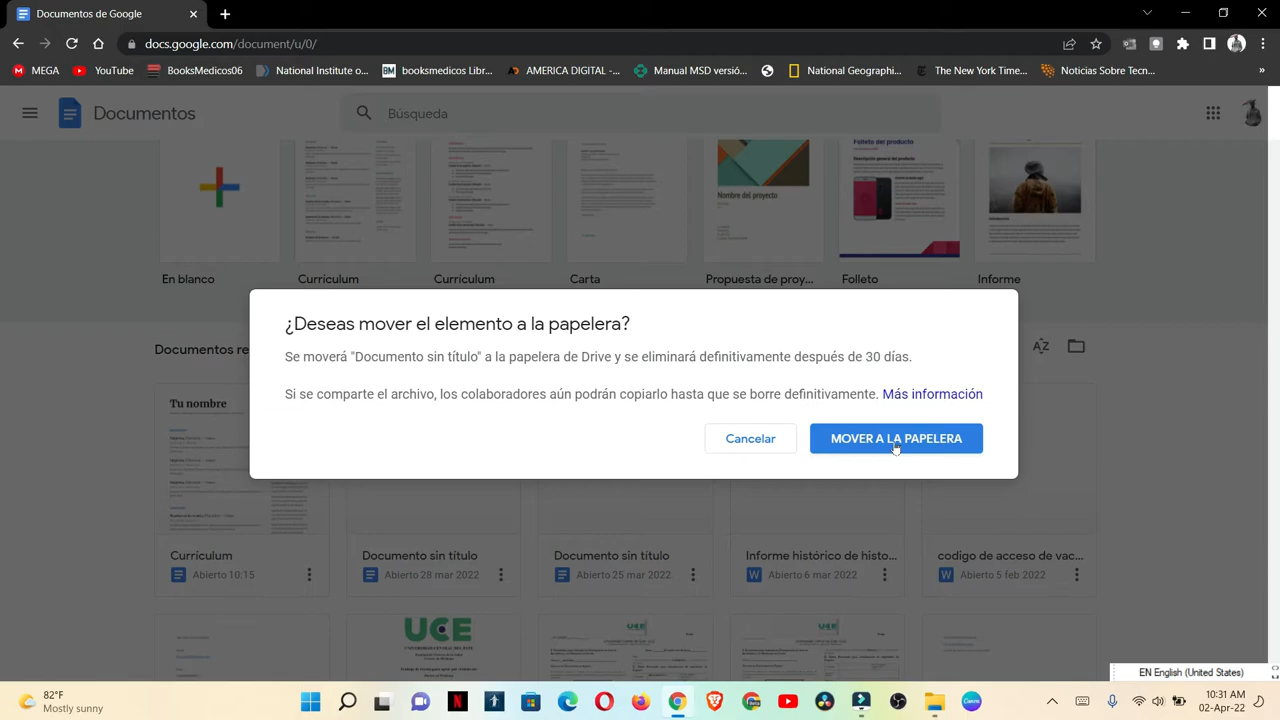 Documentos de Google
docs.google.com/document/u/0/
MEGA
YouTube
BooksMedicos06
National Institute o...
booksmedicos Libr...
AMERICA DIGITAL -...
Manual MSD versió...
National Geographi...
The New York Time...
Noticias Sobre Tecn...
»
Documentos
Búsqueda
Nombre del proyecto
Folleto del producto
En blanco
Currículum
Currículum
Carta
Propuesta de proy...
Folleto
Informe
¿Deseas mover el elemento a la papelera?
Se moverá "Documento sin título" a la papelera de Drive y se eliminará definitivamente después de 30 días.
Si se comparte el archivo, los colaboradores aún podrán copiarlo hasta que se borre definitivamente. Más información
Cancelar
MOVER A LA PAPELERA
Documentos re
AZ
Tu nombre
Currículum
Abierto 10:15
Documento sin título
Abierto 28 mar 2022
Documento sin título
Abierto 25 mar 2022
Informe histórico de histo...
W Abierto 6 mar 2022
codigo de acceso de vac...
W Abierto 5 feb 2022
UCE
UCE
UCE
EN English (United States)
82°F
Mostly sunny
10:31 AM
02-Apr-22